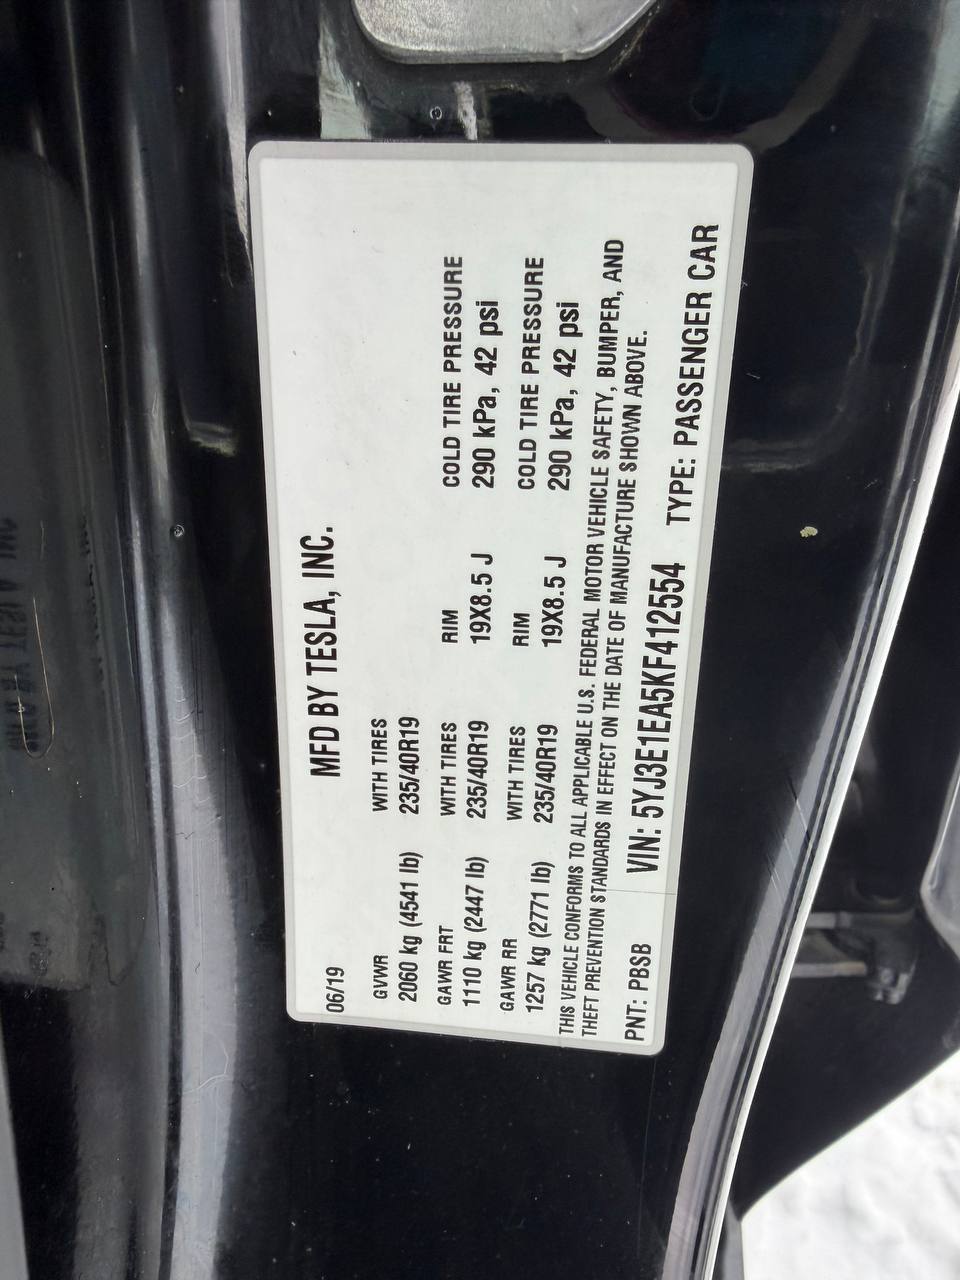 MFD BY TESLA, INC.
06/19
GVWR WITH TIRES
2060 kg (4541 lb) 235/40R19
GAWR FRT WITH TIRES RIM COLD TIRE PRESSURE
1110 kg (2447 lb) 235/40R19 19X8.5 J 290 kPa, 42 psi
GAWR RR WITH TIRES RIM COLD TIRE PRESSURE
1257 kg (2771 lb) 235/40R19 19X8.5 J 290 kPa, 42 psi
THIS VEHICLE CONFORMS TO ALL APPLICABLE U.S. FEDERAL MOTOR VEHICLE SAFETY, BUMPER, AND
THEFT PREVENTION STANDARDS IN EFFECT ON THE DATE OF MANUFACTURE SHOWN ABOVE.
PNT: PBSB VIN: 5YJ3E1EA5KF412554 TYPE: PASSENGER CAR